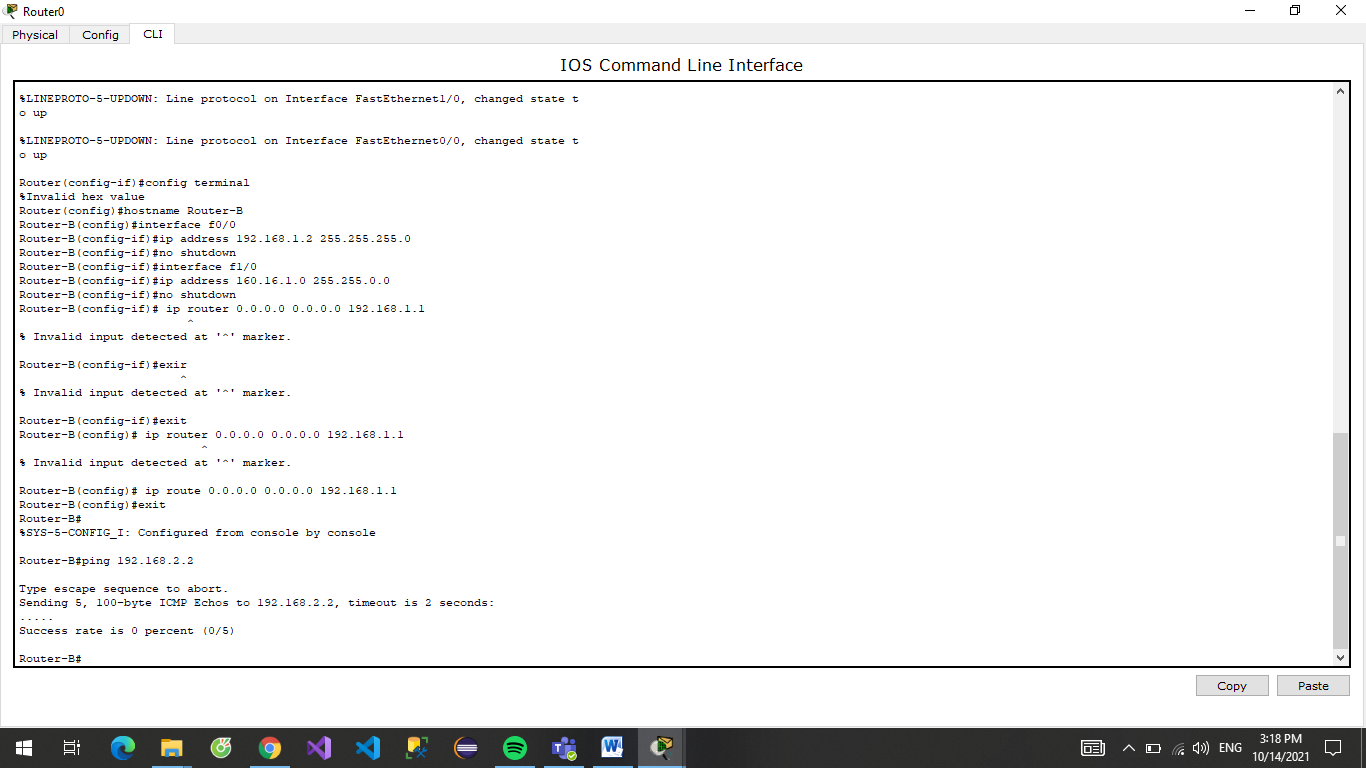 Router0
Physical Config CLI
IOS Command Line Interface
%LINEPROTO-5-UPDOWN: Line protocol on Interface FastEthernet1/0, changed state t
o up
%LINEPROTO-5-UPDOWN: Line protocol on Interface FastEthernet0/0, changed state t
o up
Router(config-if)#config terminal
%Invalid hex value
Router(config)#hostname Router-B
Router-B(config)#interface f0/0
Router-B(config-if)#ip address 192.168.1.2 255.255.255.0
Router-B(config-if)#no shutdown
Router-B(config-if)#interface f1/0
Router-B(config-if)#ip address 160.16.1.0 255.255.0.0
Router-B(config-if)#no shutdown
Router-B(config-if)# ip router 0.0.0.0 0.0.0.0 192.168.1.1
^
% Invalid input detected at '^' marker.
Router-B(config-if)#exir
^
% Invalid input detected at '^' marker.
Router-B(config-if)#exit
Router-B(config)# ip router 0.0.0.0 0.0.0.0 192.168.1.1
^
% Invalid input detected at '^' marker.
Router-B(config)# ip route 0.0.0.0 0.0.0.0 192.168.1.1
Router-B(config)#exit
Router-B#
%SYS-5-CONFIG_I: Configured from console by console
Router-B#ping 192.168.2.2
Type escape sequence to abort.
Sending 5, 100-byte ICMP Echos to 192.168.2.2, timeout is 2 seconds:
.....
Success rate is 0 percent (0/5)
Router-B#
Copy Paste
ENG
3:18 PM
10/14/2021